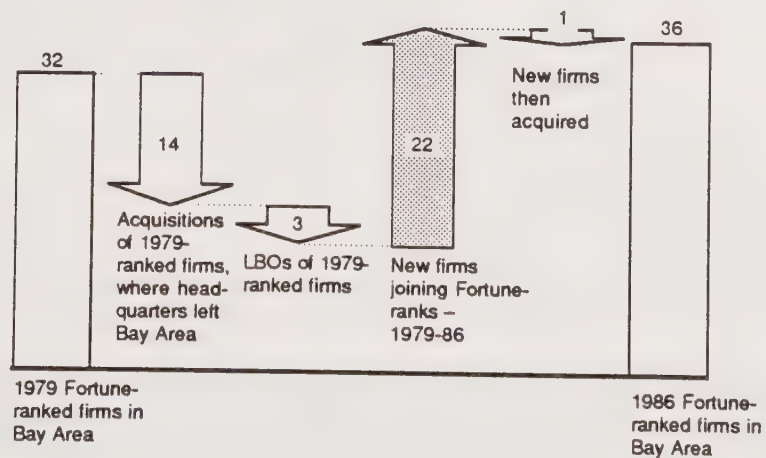 32
14
Acquisitions
of 1979-
ranked firms,
where head-
quarters left
Bay Area
3
LBOs of 1979-
ranked firms
22
New firms
joining Fortune-
ranks –
1979-86
1
New firms
then
acquired
36
1979 Fortune-
ranked firms in
Bay Area
1986 Fortune-
ranked firms in
Bay Area